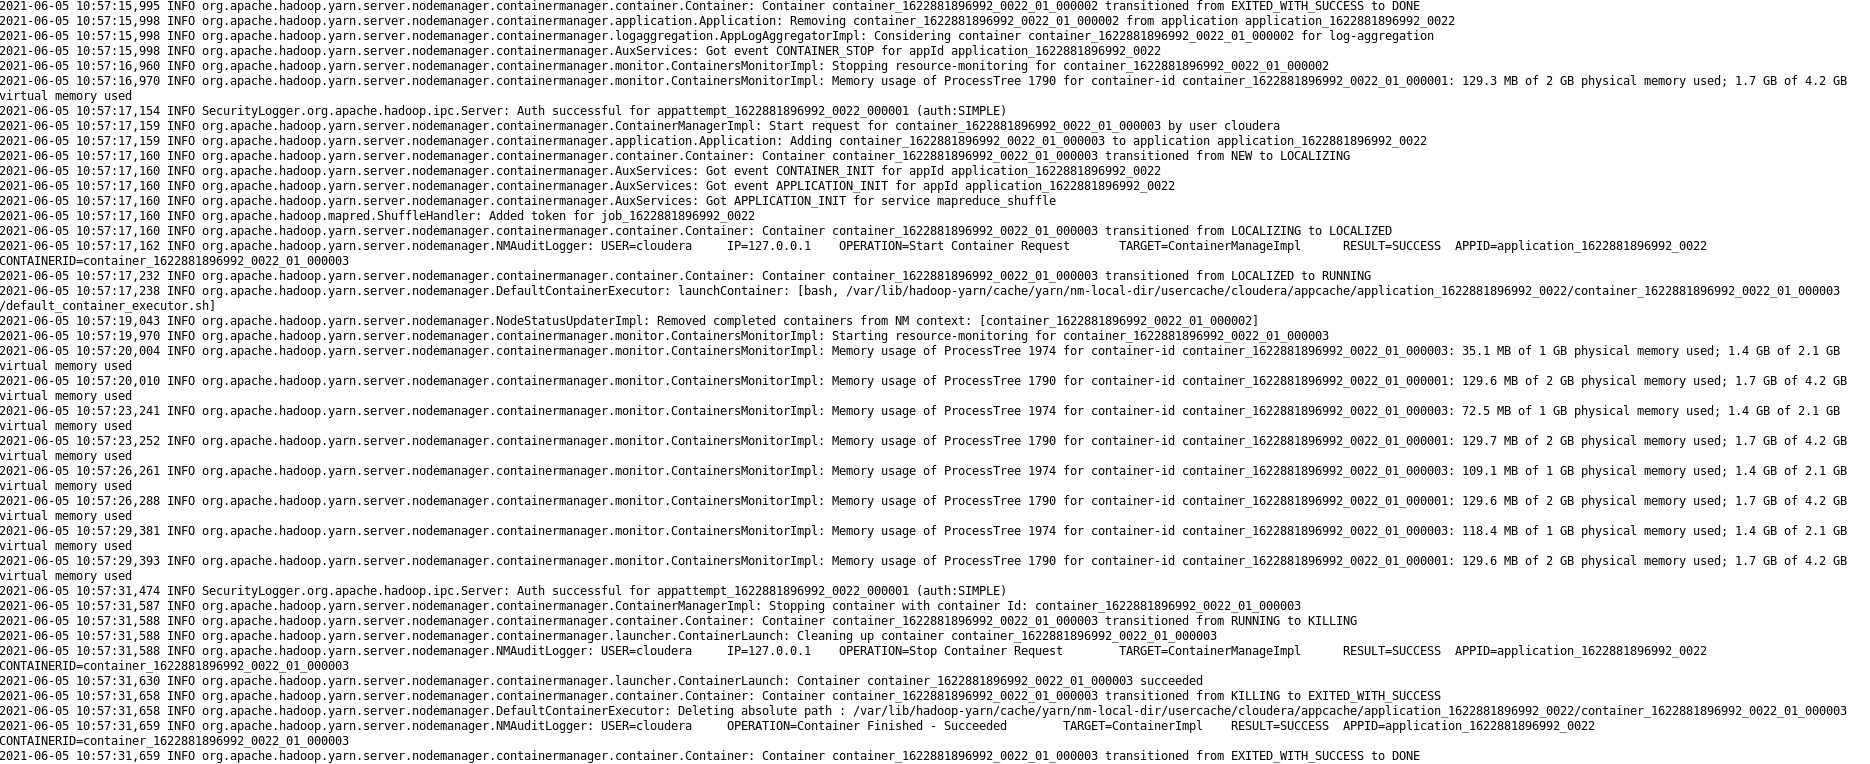 2021-06-05 10:57:15,995 INFO org.apache.hadoop.yarn.server.nodemanager.containermanager.container.Container: Container container_1622881896992_0022_01_000002 transitioned from EXITED_WITH_SUCCESS to DONE
2021-06-05 10:57:15,998 INFO org.apache.hadoop.yarn.server.nodemanager.containermanager.application.Application: Removing container_1622881896992_0022_01_000002 from application application_1622881896992_0022
2021-06-05 10:57:15,998 INFO org.apache.hadoop.yarn.server.nodemanager.containermanager.logaggregation.AppLogAggregatorImpl: Considering container container_1622881896992_0022_01_000002 for log-aggregation
2021-06-05 10:57:15,998 INFO org.apache.hadoop.yarn.server.nodemanager.containermanager.AuxServices: Got event CONTAINER_STOP for appId application_1622881896992_0022
2021-06-05 10:57:16,960 INFO org.apache.hadoop.yarn.server.nodemanager.containermanager.monitor.ContainersMonitorImpl: Stopping resource-monitoring for container_1622881896992_0022_01_000002
2021-06-05 10:57:16,970 INFO org.apache.hadoop.yarn.server.nodemanager.containermanager.monitor.ContainersMonitorImpl: Memory usage of ProcessTree 1790 for container-id container_1622881896992_0022_01_000001: 129.3 MB of 2 GB physical memory used; 1.7 GB of 4.2 GB
virtual memory used
2021-06-05 10:57:17,154 INFO SecurityLogger.org.apache.hadoop.ipc.Server: Auth successful for appattempt_1622881896992_0022_000001 (auth:SIMPLE)
2021-06-05 10:57:17,159 INFO org.apache.hadoop.yarn.server.nodemanager.containermanager.ContainerManagerImpl: Start request for container_1622881896992_0022_01_000003 by user cloudera
2021-06-05 10:57:17,159 INFO org.apache.hadoop.yarn.server.nodemanager.containermanager.application.Application: Adding container_1622881896992_0022_01_000003 to application application_1622881896992_0022
2021-06-05 10:57:17,160 INFO org.apache.hadoop.yarn.server.nodemanager.containermanager.container.Container: Container container_1622881896992_0022_01_000003 transitioned from NEW to LOCALIZING
2021-06-05 10:57:17,160 INFO org.apache.hadoop.yarn.server.nodemanager.containermanager.AuxServices: Got event CONTAINER_INIT for appId application_1622881896992_0022
2021-06-05 10:57:17,160 INFO org.apache.hadoop.yarn.server.nodemanager.containermanager.AuxServices: Got event APPLICATION_INIT for appId application_1622881896992_0022
2021-06-05 10:57:17,160 INFO org.apache.hadoop.yarn.server.nodemanager.containermanager.AuxServices: Got APPLICATION_INIT for service mapreduce_shuffle
2021-06-05 10:57:17,160 INFO org.apache.hadoop.mapred.ShuffleHandler: Added token for job_1622881896992_0022
2021-06-05 10:57:17,160 INFO org.apache.hadoop.yarn.server.nodemanager.containermanager.container.Container: Container container_1622881896992_0022_01_000003 transitioned from LOCALIZING to LOCALIZED
2021-06-05 10:57:17,162 INFO org.apache.hadoop.yarn.server.nodemanager.NMAuditLogger: USER=cloudera IP=127.0.0.1 OPERATION=Start Container Request TARGET=ContainerManageImpl RESULT=SUCCESS APPID=application_1622881896992_0022
CONTAINERID=container_1622881896992_0022_01_000003
2021-06-05 10:57:17,232 INFO org.apache.hadoop.yarn.server.nodemanager.containermanager.container.Container: Container container_1622881896992_0022_01_000003 transitioned from LOCALIZED to RUNNING
2021-06-05 10:57:17,238 INFO org.apache.hadoop.yarn.server.nodemanager.DefaultContainerExecutor: launchContainer: [bash, /var/lib/hadoop-yarn/cache/yarn/nm-local-dir/usercache/cloudera/appcache/application_1622881896992_0022/container_1622881896992_0022_01_000003
/default_container_executor.sh]
2021-06-05 10:57:19,043 INFO org.apache.hadoop.yarn.server.nodemanager.NodeStatusUpdaterImpl: Removed completed containers from NM context: [container_1622881896992_0022_01_000002]
2021-06-05 10:57:19,970 INFO org.apache.hadoop.yarn.server.nodemanager.containermanager.monitor.ContainersMonitorImpl: Starting resource-monitoring for container_1622881896992_0022_01_000003
2021-06-05 10:57:20,004 INFO org.apache.hadoop.yarn.server.nodemanager.containermanager.monitor.ContainersMonitorImpl: Memory usage of ProcessTree 1974 for container-id container_1622881896992_0022_01_000003: 35.1 MB of 1 GB physical memory used; 1.4 GB of 2.1 GB
virtual memory used
2021-06-05 10:57:20,010 INFO org.apache.hadoop.yarn.server.nodemanager.containermanager.monitor.ContainersMonitorImpl: Memory usage of ProcessTree 1790 for container-id container_1622881896992_0022_01_000001: 129.6 MB of 2 GB physical memory used; 1.7 GB of 4.2 GB
virtual memory used
2021-06-05 10:57:23,241 INFO org.apache.hadoop.yarn.server.nodemanager.containermanager.monitor.ContainersMonitorImpl: Memory usage of ProcessTree 1974 for container-id container_1622881896992_0022_01_000003: 72.5 MB of 1 GB physical memory used; 1.4 GB of 2.1 GB
virtual memory used
2021-06-05 10:57:23,252 INFO org.apache.hadoop.yarn.server.nodemanager.containermanager.monitor.ContainersMonitorImpl: Memory usage of ProcessTree 1790 for container-id container_1622881896992_0022_01_000001: 129.7 MB of 2 GB physical memory used; 1.7 GB of 4.2 GB
virtual memory used
2021-06-05 10:57:26,261 INFO org.apache.hadoop.yarn.server.nodemanager.containermanager.monitor.ContainersMonitorImpl: Memory usage of ProcessTree 1974 for container-id container_1622881896992_0022_01_000003: 109.1 MB of 1 GB physical memory used; 1.4 GB of 2.1 GB
virtual memory used
2021-06-05 10:57:26,288 INFO org.apache.hadoop.yarn.server.nodemanager.containermanager.monitor.ContainersMonitorImpl: Memory usage of ProcessTree 1790 for container-id container_1622881896992_0022_01_000001: 129.6 MB of 2 GB physical memory used; 1.7 GB of 4.2 GB
virtual memory used
2021-06-05 10:57:29,381 INFO org.apache.hadoop.yarn.server.nodemanager.containermanager.monitor.ContainersMonitorImpl: Memory usage of ProcessTree 1974 for container-id container_1622881896992_0022_01_000003: 118.4 MB of 1 GB physical memory used; 1.4 GB of 2.1 GB
virtual memory used
2021-06-05 10:57:29,393 INFO org.apache.hadoop.yarn.server.nodemanager.containermanager.monitor.ContainersMonitorImpl: Memory usage of ProcessTree 1790 for container-id container_1622881896992_0022_01_000001: 129.6 MB of 2 GB physical memory used; 1.7 GB of 4.2 GB
virtual memory used
2021-06-05 10:57:31,474 INFO SecurityLogger.org.apache.hadoop.ipc.Server: Auth successful for appattempt_1622881896992_0022_000001 (auth:SIMPLE)
2021-06-05 10:57:31,587 INFO org.apache.hadoop.yarn.server.nodemanager.containermanager.ContainerManagerImpl: Stopping container with container Id: container_1622881896992_0022_01_000003
2021-06-05 10:57:31,588 INFO org.apache.hadoop.yarn.server.nodemanager.containermanager.container.Container: Container container_1622881896992_0022_01_000003 transitioned from RUNNING to KILLING
2021-06-05 10:57:31,588 INFO org.apache.hadoop.yarn.server.nodemanager.containermanager.launcher.ContainerLaunch: Cleaning up container container_1622881896992_0022_01_000003
2021-06-05 10:57:31,588 INFO org.apache.hadoop.yarn.server.nodemanager.NMAuditLogger: USER=cloudera IP=127.0.0.1 OPERATION=Stop Container Request TARGET=ContainerManageImpl RESULT=SUCCESS APPID=application_1622881896992_0022
CONTAINERID=container_1622881896992_0022_01_000003
2021-06-05 10:57:31,630 INFO org.apache.hadoop.yarn.server.nodemanager.containermanager.launcher.ContainerLaunch: Container container_1622881896992_0022_01_000003 succeeded
2021-06-05 10:57:31,658 INFO org.apache.hadoop.yarn.server.nodemanager.containermanager.container.Container: Container container_1622881896992_0022_01_000003 transitioned from KILLING to EXITED_WITH_SUCCESS
2021-06-05 10:57:31,658 INFO org.apache.hadoop.yarn.server.nodemanager.DefaultContainerExecutor: Deleting absolute path : /var/lib/hadoop-yarn/cache/yarn/nm-local-dir/usercache/cloudera/appcache/application_1622881896992_0022/container_1622881896992_0022_01_000003
2021-06-05 10:57:31,659 INFO org.apache.hadoop.yarn.server.nodemanager.NMAuditLogger: USER=cloudera OPERATION=Container Finished - Succeeded TARGET=ContainerImpl RESULT=SUCCESS APPID=application_1622881896992_0022
CONTAINERID=container_1622881896992_0022_01_000003
2021-06-05 10:57:31,659 INFO org.apache.hadoop.yarn.server.nodemanager.containermanager.container.Container: Container container_1622881896992_0022_01_000003 transitioned from EXITED_WITH_SUCCESS to DONE